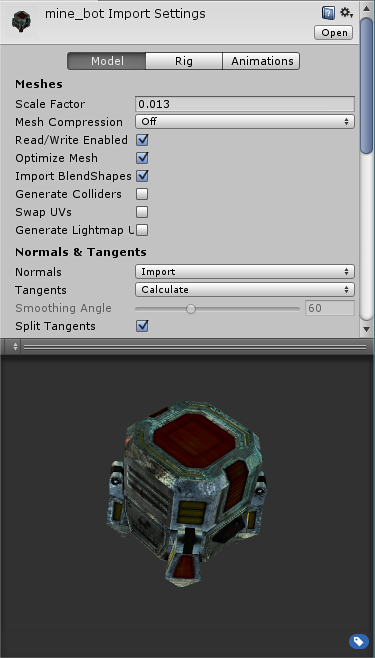 mine_bot Import Settings
Open
Model Rig Animations
Meshes
Scale Factor 0.013
Mesh Compression Off
Read/Write Enabled
Optimize Mesh
Import BlendShapes
Generate Colliders
Swap UVs
Generate Lightmap U
Normals & Tangents
Normals Import
Tangents Calculate
Smoothing Angle 60
Split Tangents